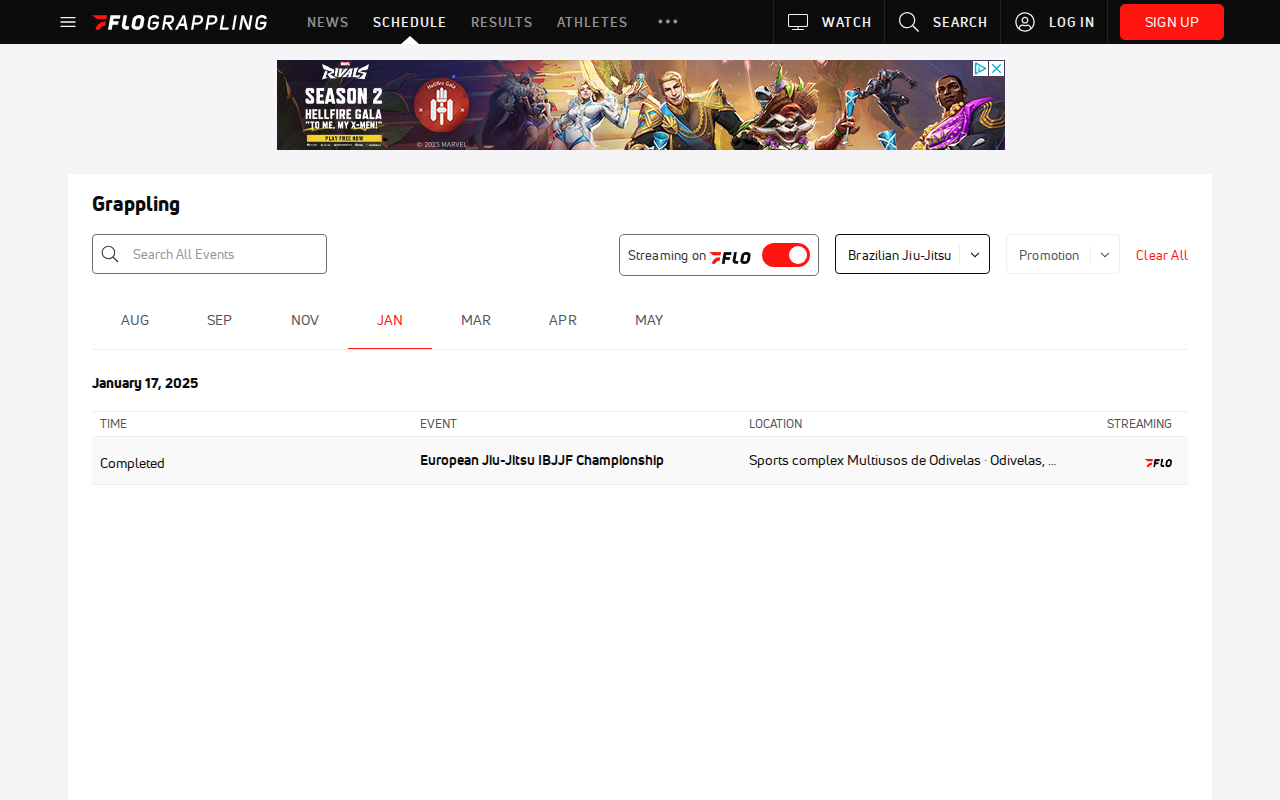 FLOGRAPPLING NEWS SCHEDULE RESULTS ATHLETES ••• WATCH SEARCH LOG IN SIGN UP
MARVEL
RIVALS
SEASON 2
HELLFIRE GALA
"TO ME, MY X-MEN!"
PLAY FREE NOW
Hellfire Gala
© 2025 MARVEL
Grappling
Search All Events Streaming on FLO Brazilian Jiu-Jitsu Promotion Clear All
AUG SEP NOV JAN MAR APR MAY
January 17, 2025
TIME EVENT LOCATION STREAMING
Completed European Jiu-Jitsu IBJJF Championship Sports complex Multiusos de Odivelas · Odivelas, ... FLO